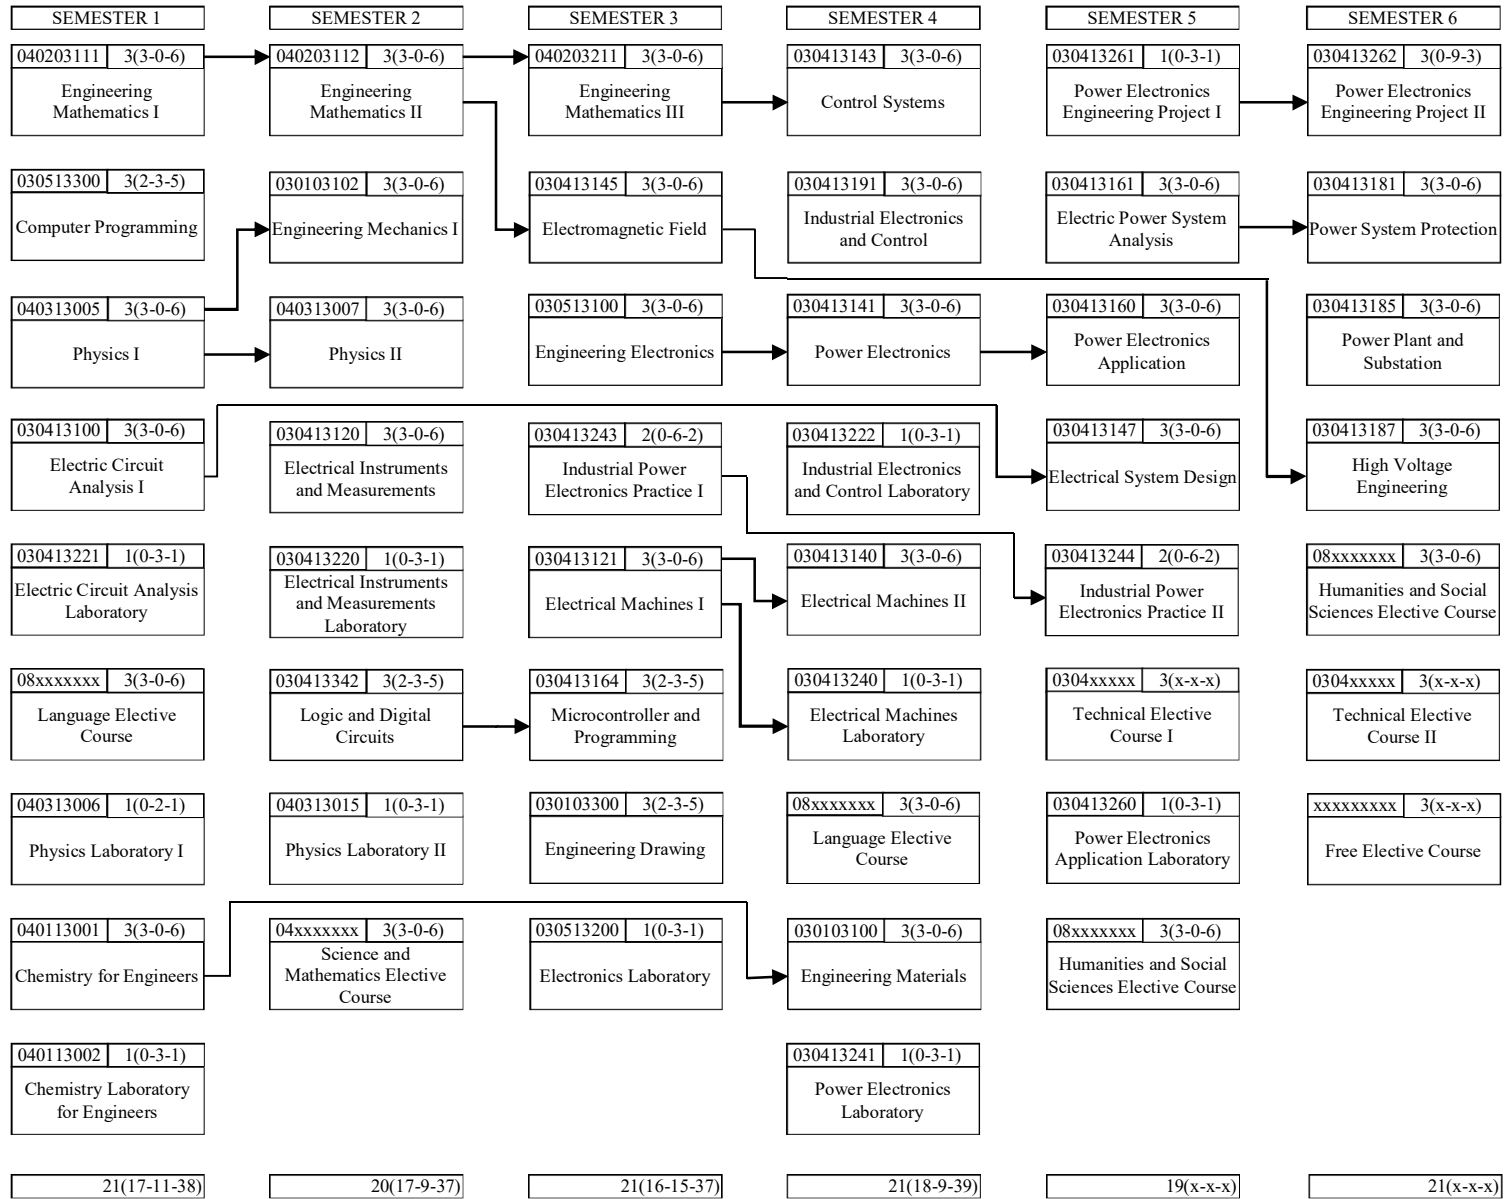 SEMESTER 1
SEMESTER 2
SEMESTER 3
SEMESTER 4
SEMESTER 5
SEMESTER 6
040203111 3(3-0-6)
Engineering
Mathematics I
040203112 3(3-0-6)
Engineering
Mathematics II
040203211 3(3-0-6)
Engineering
Mathematics III
030413143 3(3-0-6)
Control Systems
030413261 1(0-3-1)
Power Electronics
Engineering Project I
030413262 3(0-9-3)
Power Electronics
Engineering Project II
030513300 3(2-3-5)
Computer Programming
030103102 3(3-0-6)
Engineering Mechanics I
030413145 3(3-0-6)
Electromagnetic Field
030413191 3(3-0-6)
Industrial Electronics
and Control
030413161 3(3-0-6)
Electric Power System
Analysis
030413181 3(3-0-6)
Power System Protection
040313005 3(3-0-6)
Physics I
040313007 3(3-0-6)
Physics II
030513100 3(3-0-6)
Engineering Electronics
030413141 3(3-0-6)
Power Electronics
030413160 3(3-0-6)
Power Electronics
Application
030413185 3(3-0-6)
Power Plant and
Substation
030413100 3(3-0-6)
Electric Circuit
Analysis I
030413120 3(3-0-6)
Electrical Instruments
and Measurements
030413243 2(0-6-2)
Industrial Power
Electronics Practice I
030413222 1(0-3-1)
Industrial Electronics
and Control Laboratory
030413147 3(3-0-6)
Electrical System Design
030413187 3(3-0-6)
High Voltage
Engineering
030413221 1(0-3-1)
Electric Circuit Analysis
Laboratory
030413220 1(0-3-1)
Electrical Instruments
and Measurements
Laboratory
030413121 3(3-0-6)
Electrical Machines I
030413140 3(3-0-6)
Electrical Machines II
030413244 2(0-6-2)
Industrial Power
Electronics Practice II
08xxxxxxx 3(3-0-6)
Humanities and Social
Sciences Elective Course
08xxxxxxx 3(3-0-6)
Language Elective
Course
030413342 3(2-3-5)
Logic and Digital
Circuits
030413164 3(2-3-5)
Microcontroller and
Programming
030413240 1(0-3-1)
Electrical Machines
Laboratory
0304xxxxx 3(x-x-x)
Technical Elective
Course I
0304xxxxx 3(x-x-x)
Technical Elective
Course II
040313006 1(0-2-1)
Physics Laboratory I
040313015 1(0-3-1)
Physics Laboratory II
030103300 3(2-3-5)
Engineering Drawing
08xxxxxxx 3(3-0-6)
Language Elective
Course
030413260 1(0-3-1)
Power Electronics
Application Laboratory
xxxxxxxxx 3(x-x-x)
Free Elective Course
040113001 3(3-0-6)
Chemistry for Engineers
04xxxxxxx 3(3-0-6)
Science and
Mathematics Elective
Course
030513200 1(0-3-1)
Electronics Laboratory
030103100 3(3-0-6)
Engineering Materials
08xxxxxxx 3(3-0-6)
Humanities and Social
Sciences Elective Course
040113002 1(0-3-1)
Chemistry Laboratory
for Engineers
030413241 1(0-3-1)
Power Electronics
Laboratory
21(17-11-38)
20(17-9-37)
21(16-15-37)
21(18-9-39)
19(x-x-x)
21(x-x-x)